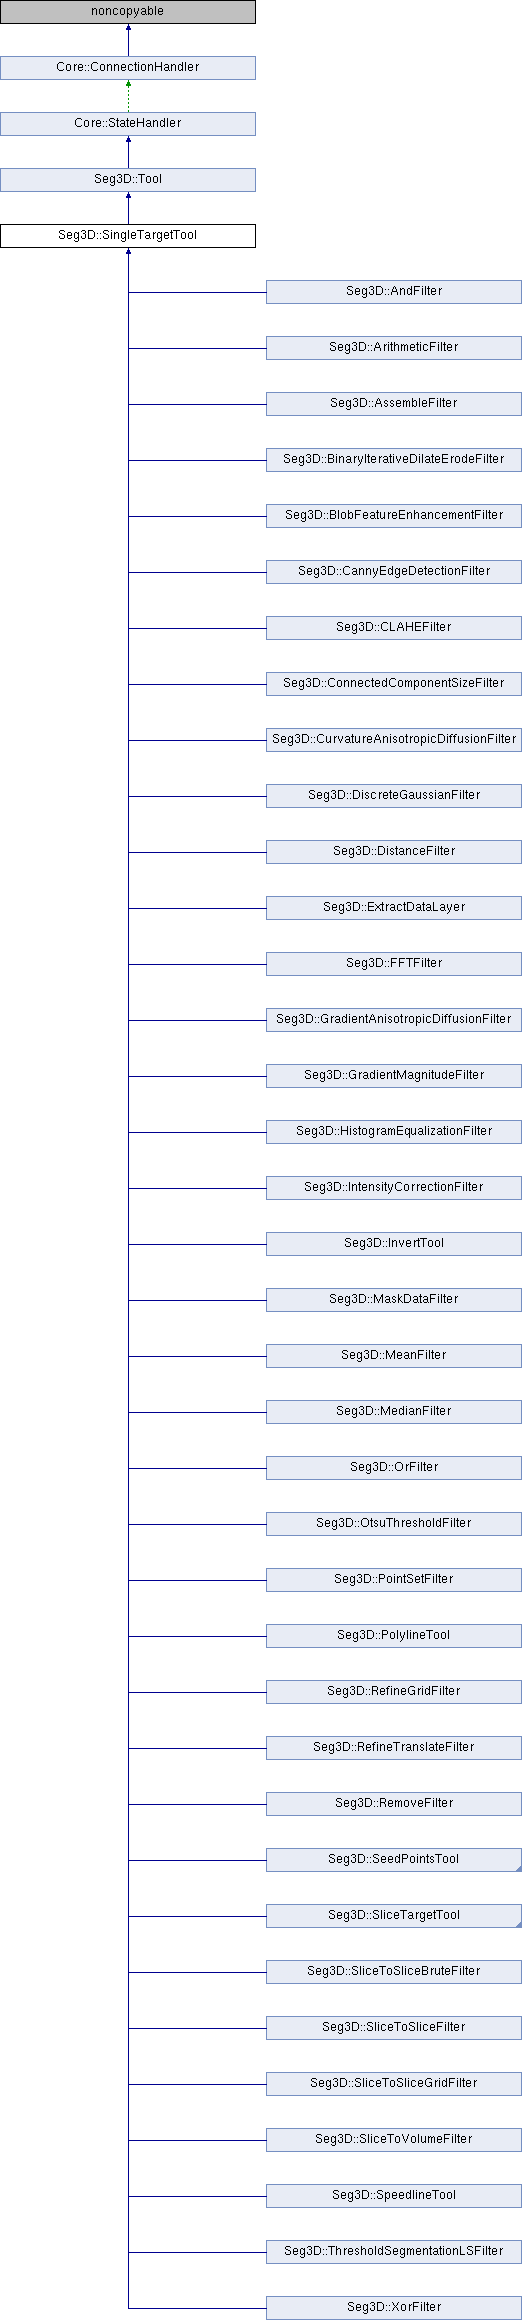 noncopyable
Core::ConnectionHandler
Core::StateHandler
Seg3D::Tool
Seg3D::SingleTargetTool
Seg3D::AndFilter
Seg3D::ArithmeticFilter
Seg3D::AssembleFilter
Seg3D::BinaryIterativeDilateErodeFilter
Seg3D::BlobFeatureEnhancementFilter
Seg3D::CannyEdgeDetectionFilter
Seg3D::CLAHEFilter
Seg3D::ConnectedComponentSizeFilter
Seg3D::CurvatureAnisotropicDiffusionFilter
Seg3D::DiscreteGaussianFilter
Seg3D::DistanceFilter
Seg3D::ExtractDataLayer
Seg3D::FFTFilter
Seg3D::GradientAnisotropicDiffusionFilter
Seg3D::GradientMagnitudeFilter
Seg3D::HistogramEqualizationFilter
Seg3D::IntensityCorrectionFilter
Seg3D::InvertTool
Seg3D::MaskDataFilter
Seg3D::MeanFilter
Seg3D::MedianFilter
Seg3D::OrFilter
Seg3D::OtsuThresholdFilter
Seg3D::PointSetFilter
Seg3D::PolylineTool
Seg3D::RefineGridFilter
Seg3D::RefineTranslateFilter
Seg3D::RemoveFilter
Seg3D::SeedPointsTool
Seg3D::SliceTargetTool
Seg3D::SliceToSliceBruteFilter
Seg3D::SliceToSliceFilter
Seg3D::SliceToSliceGridFilter
Seg3D::SliceToVolumeFilter
Seg3D::SpeedlineTool
Seg3D::ThresholdSegmentationLSFilter
Seg3D::XorFilter